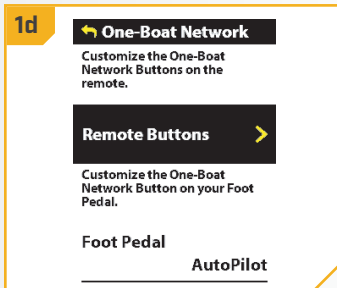 1d
One-Boat Network
Customize the One-Boat
Network Buttons on the
remote.
Remote Buttons
Customize the One-Boat
Network Button on your Foot
Pedal.
Foot Pedal
AutoPilot